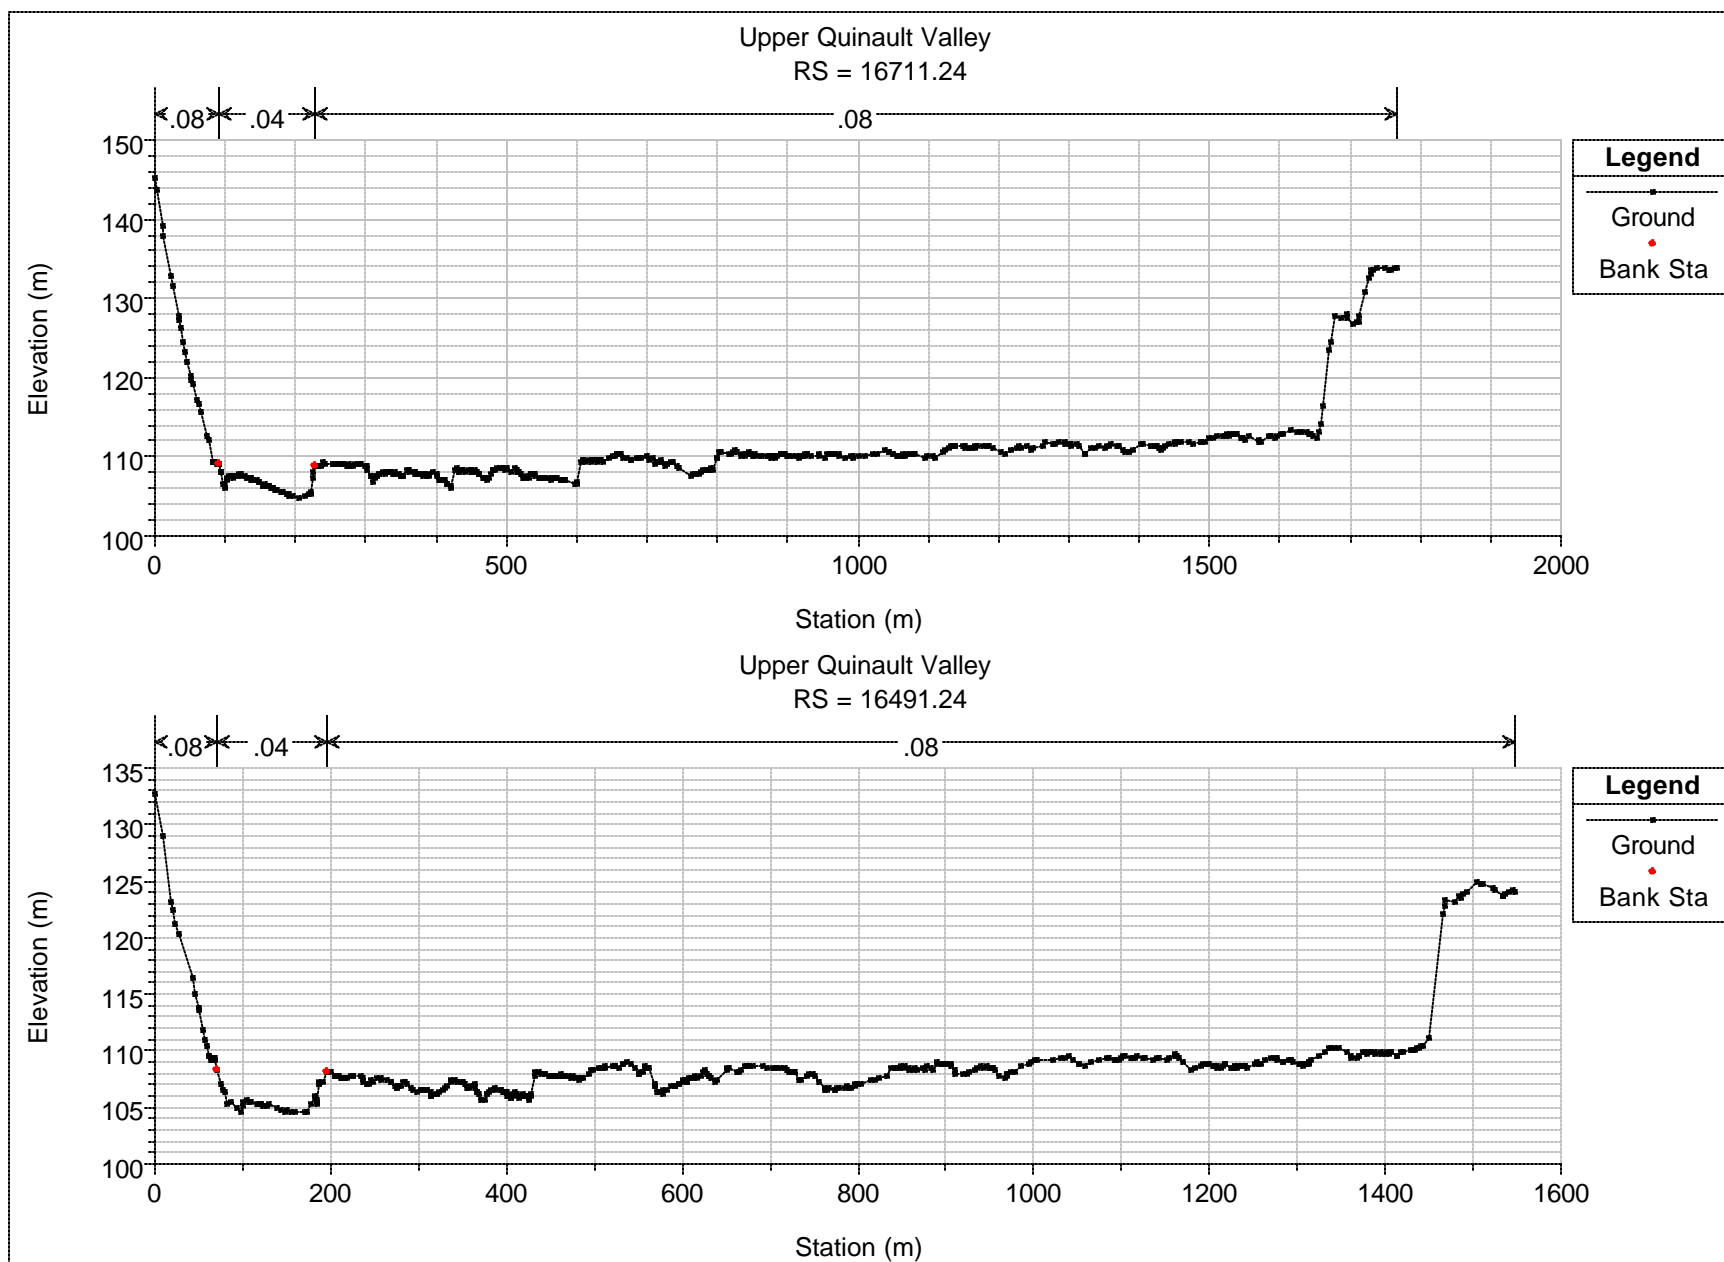 Upper Quinault Valley
RS = 16711.24
.08 .04 .08
150
140
130
120
110
100
Elevation (m)
0 500 1000 1500 2000
Station (m)
Legend
Ground
Bank Sta
Upper Quinault Valley
RS = 16491.24
.08 .04 .08
135
130
125
120
115
110
105
100
Elevation (m)
0 200 400 600 800 1000 1200 1400 1600
Station (m)
Legend
Ground
Bank Sta